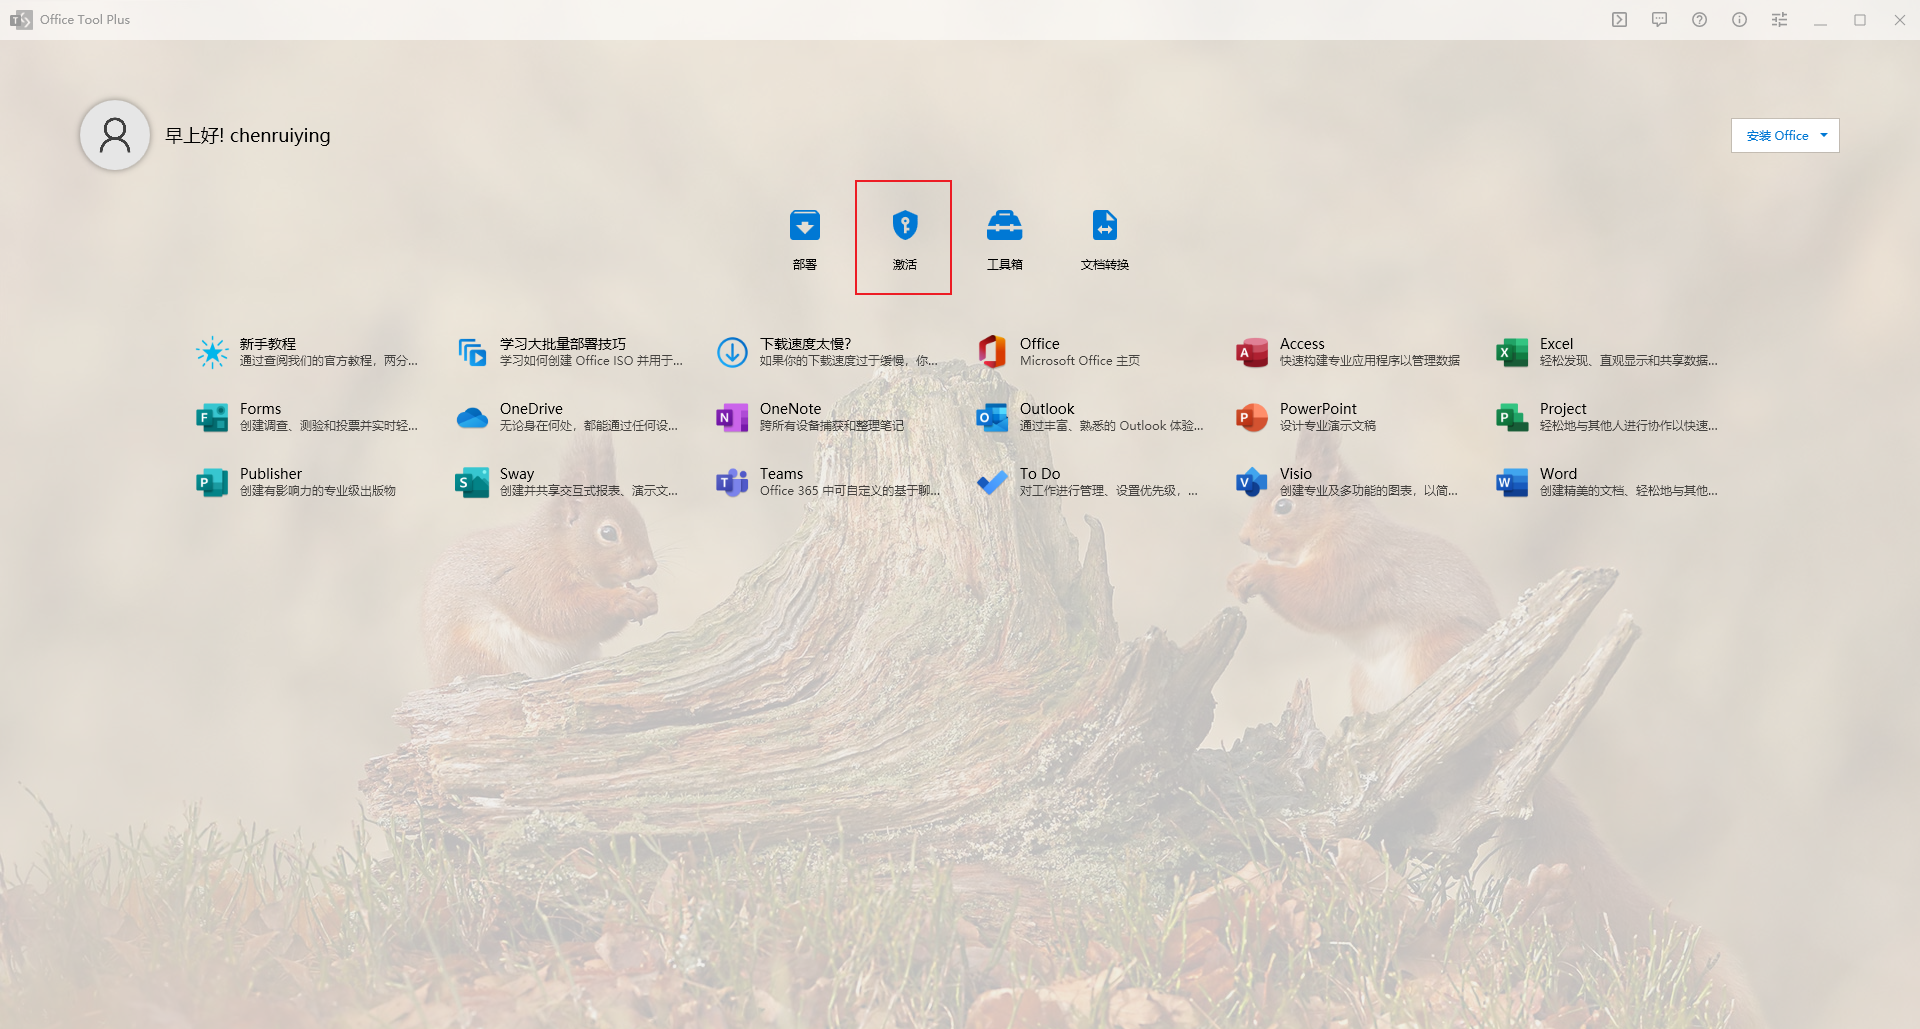 Office Tool Plus
早上好! chenruiying
安装 Office
部署
激活
工具箱
文档转换
新手教程
通过查阅我们的官方教程，两分...
学习大批量部署技巧
学习如何创建 Office ISO 并用于...
下载速度太慢?
如果你的下载速度过于缓慢，你...
Office
Microsoft Office 主页
Access
快速构建专业应用程序以管理数据
Excel
轻松发现、直观显示和共享数据...
Forms
创建调查、测验和投票并实时轻...
OneDrive
无论身在何处，都能通过任何设...
OneNote
跨所有设备捕获和整理笔记
Outlook
通过丰富、熟悉的 Outlook 体验...
PowerPoint
设计专业演示文稿
Project
轻松地与其他人进行协作以快速...
Publisher
创建有影响力的专业级出版物
Sway
创建并共享交互式报表、演示文...
Teams
Office 365 中可自定义的基于聊...
To Do
对工作进行管理、设置优先级，...
Visio
创建专业及多功能的图表，以简...
Word
创建精美的文档、轻松地与其他...